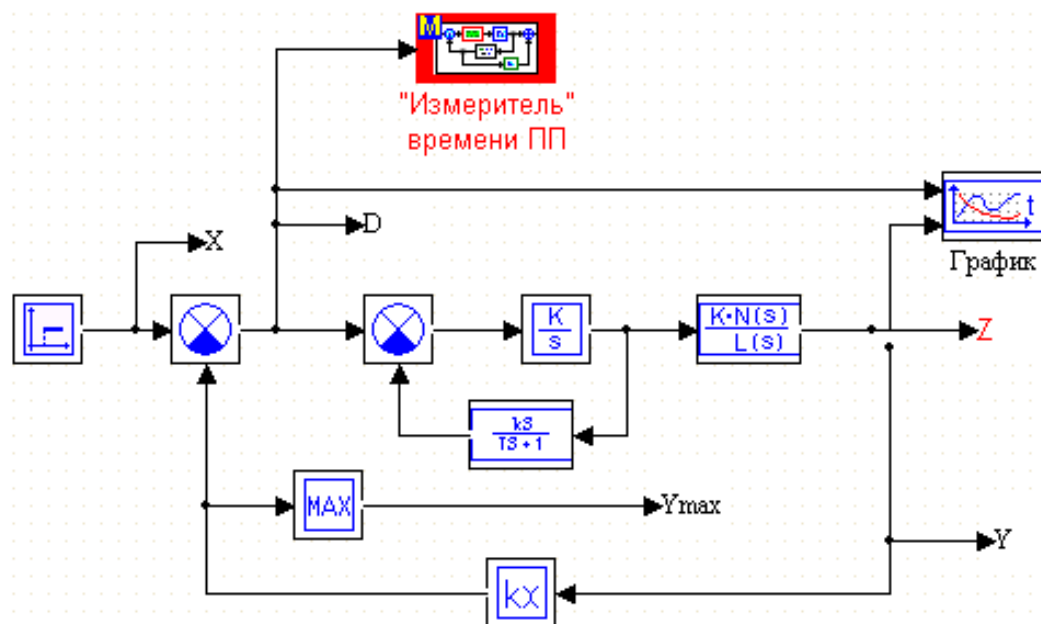 "Измеритель"
времени ПП
t
График
X
D
K
s
K·N(s)
L(s)
Z
kS
TS+1
MAX
Ymax
Y
kx